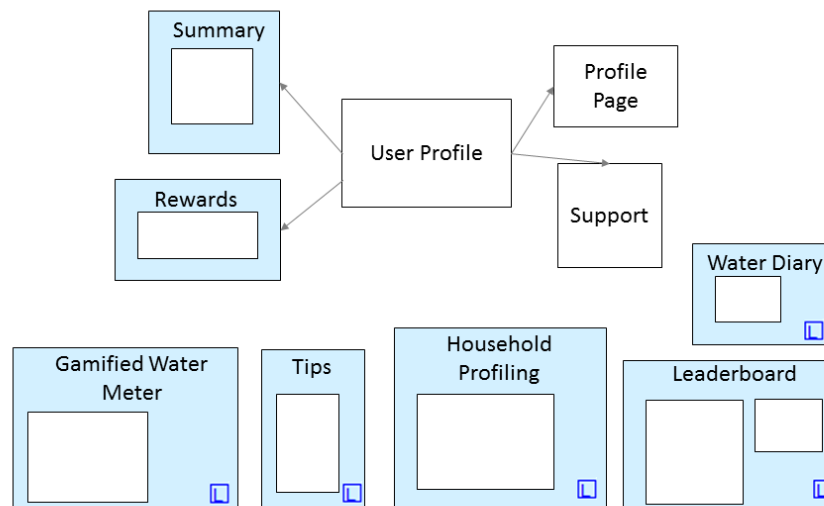 Summary
Profile
Page
User Profile
Rewards
Support
Water Diary
L
Gamified Water
Meter
L
Tips
L
Household
Profiling
L
Leaderboard
L